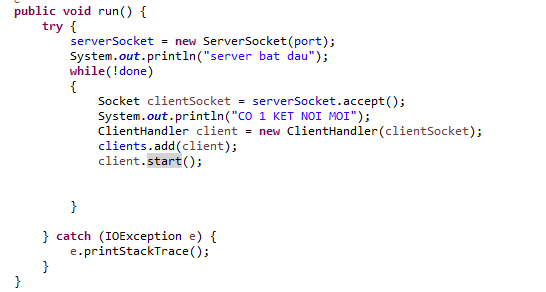 public void run() {
try {
serverSocket = new ServerSocket(port);
System.out.println("server bat dau");
while(!done)
{
Socket clientSocket = serverSocket.accept();
System.out.println("CO 1 KET NOI MOI");
ClientHandler client = new ClientHandler(clientSocket);
clients.add(client);
client.start();
}
} catch (IOException e) {
e.printStackTrace();
}
}